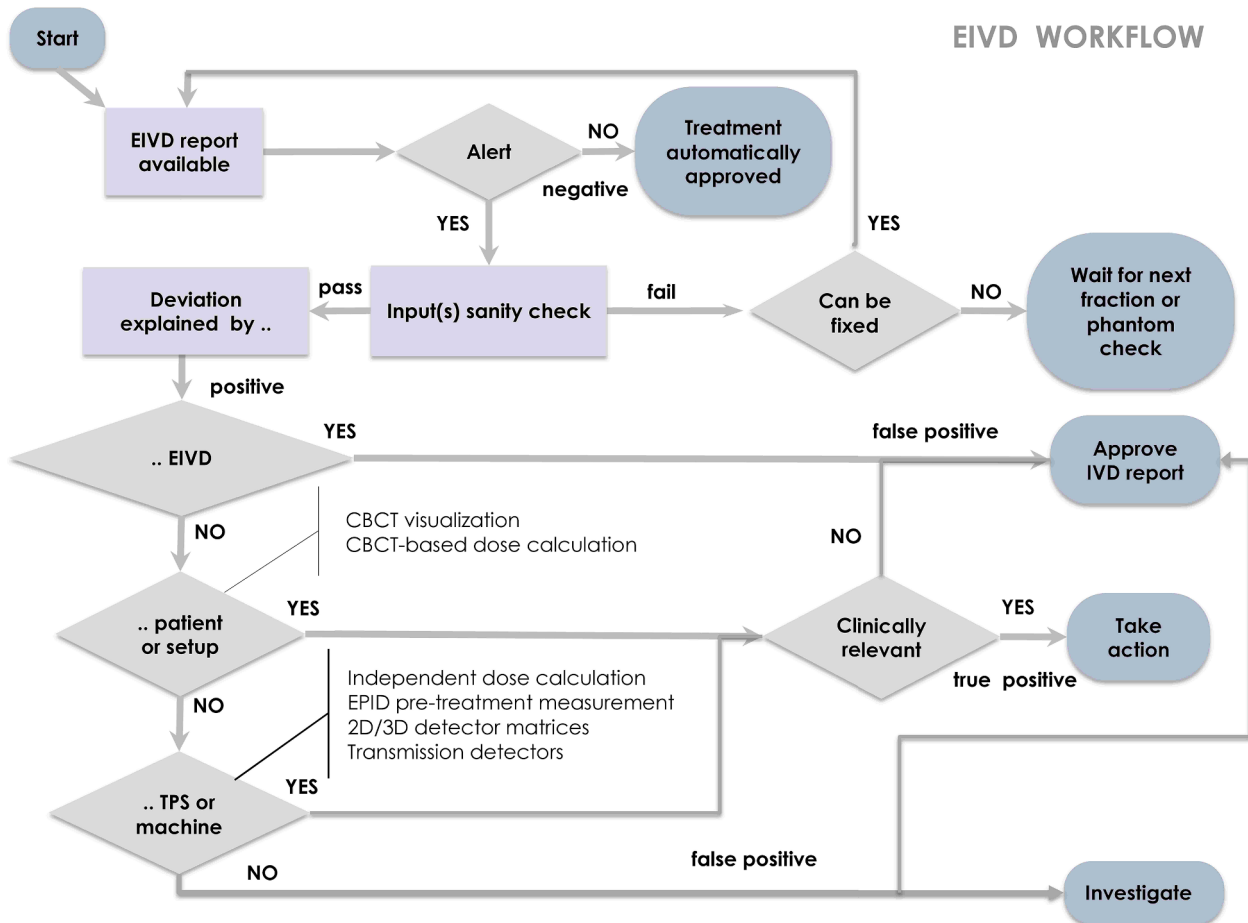 EIVD WORKFLOW
Start
EIVD report
available
Alert
NO
negative
Treatment
automatically
approved
YES
YES
Deviation
explained by ..
pass
Input(s) sanity check
fail
Can be
fixed
NO
Wait for next
fraction or
phantom
check
positive
.. EIVD
YES
false positive
Approve
IVD report
NO
CBCT visualization
CBCT-based dose calculation
NO
.. patient
or setup
YES
Clinically
relevant
YES
true positive
Take
action
NO
Independent dose calculation
EPID pre-treatment measurement
2D/3D detector matrices
Transmission detectors
.. TPS or
machine
YES
NO
false positive
Investigate